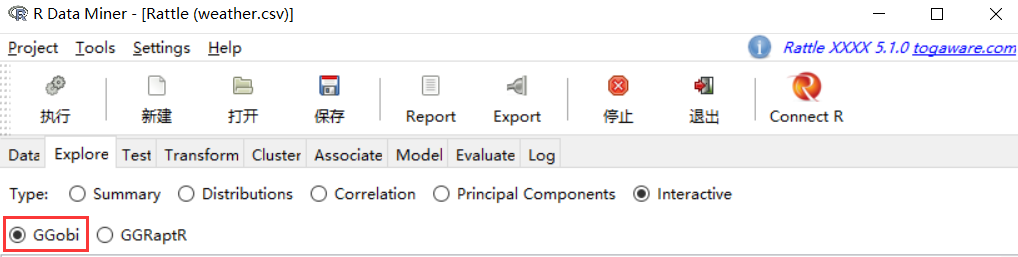 R Data Miner - [Rattle (weather.csv)]
Project Tools Settings Help Rattle XXXX 5.1.0 togaware.com
执行 新建 打开 保存 Report Export 停止 退出 Connect R
Data Explore Test Transform Cluster Associate Model Evaluate Log
Type: Summary Distributions Correlation Principal Components Interactive
GGobi GGRaptR